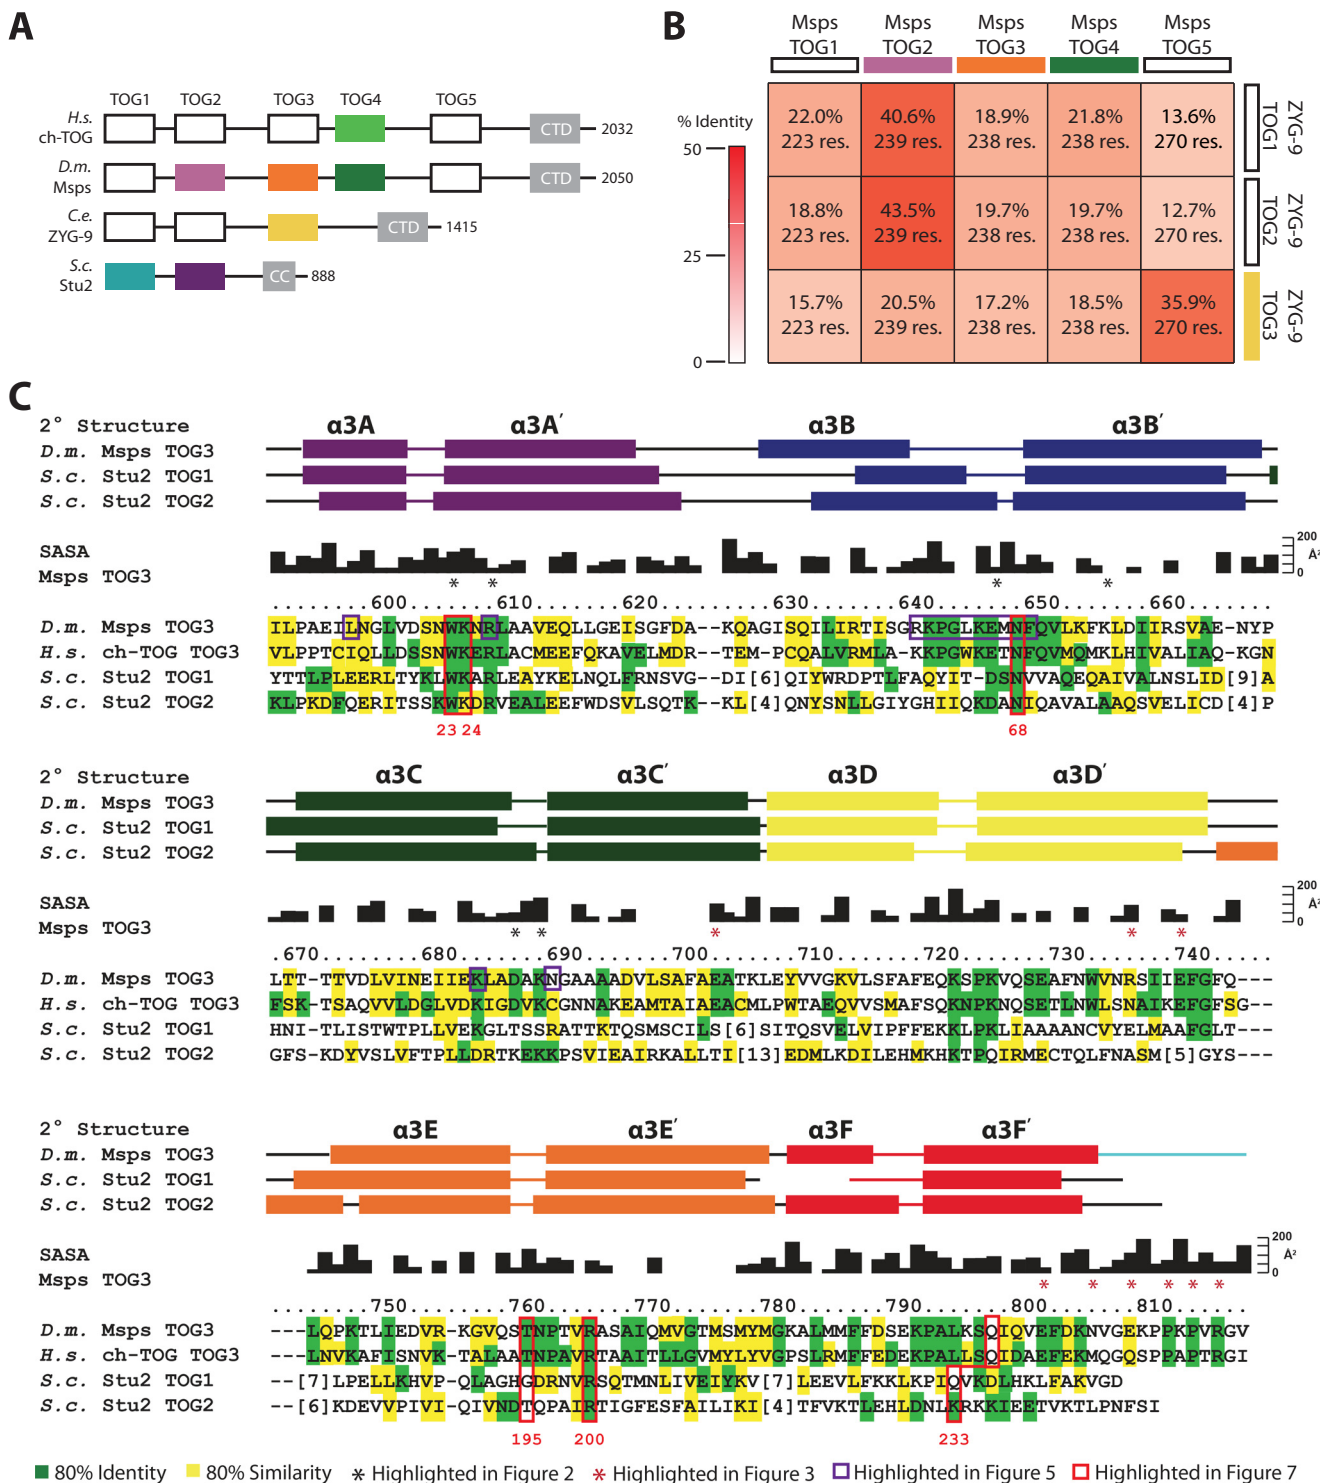 A
TOG1 TOG2 TOG3 TOG4 TOG5
H.s.
ch-TOG
CTD
2032
D.m.
Msps
CTD
2050
C.e.
ZYG-9
CTD
1415
S.c.
Stu2
CC
888
B
Msps TOG1
Msps TOG2
Msps TOG3
Msps TOG4
Msps TOG5
% Identity
50
25
0
22.0% 40.6% 18.9% 21.8% 13.6%
223 res. 239 res. 238 res. 238 res. 270 res.
ZYG-9 TOG1
18.8% 43.5% 19.7% 19.7% 12.7%
223 res. 239 res. 238 res. 238 res. 270 res.
ZYG-9 TOG2
15.7% 20.5% 17.2% 18.5% 35.9%
223 res. 239 res. 238 res. 238 res. 270 res.
ZYG-9 TOG3
C
2° Structure α3A α3A′ α3B α3B′
D.m. Msps TOG3
S.c. Stu2 TOG1
S.c. Stu2 TOG2
SASA
Msps TOG3
200
Å²
0
* * * *
.........600.......610.......620.......630.......640.......650.......660........
D.m. Msps TOG3 ILPAEILNGLVDSNWKNRLAAVEQLLGEISGFDA--KQAGISQILIRTISGRKPGLKEMNFQVLKFKLDIIRSVAE-NYP
H.s. ch-TOG TOG3 VLPPTCIQLLDSSNWKERLACMEEFQKAVELMDR--TEM-PCQALVRMLA-KKPGWKETNFQVMQMKLHIVALIAQ-KGN
S.c. Stu2 TOG1 YTTLPLEERLTYKLWKARLEAYKELNQLFRNSVG--DI[6]QIYWRDPTLFAQYIT-DSNVVAQEQAIVALNSLID[9]A
S.c. Stu2 TOG2 KLPKDFQERITSSKWKDRVEALEEFWDSVLSQTK--KL[4]QNYSNLLGIYGHIIQKDANIQAVALAAQSVELICD[4]P
23 24 68
2° Structure α3C α3C′ α3D α3D′
D.m. Msps TOG3
S.c. Stu2 TOG1
S.c. Stu2 TOG2
SASA
Msps TOG3
200
Å²
0
* * * * *
.670.......680.......690.......700.......710.......720.......730.......740......
D.m. Msps TOG3 LTT-TTVDLVINEIIEKLADAKNGAAAADVLSAFAEATKLEYVVGKVLSFAFEQKSPKVQSEAFNWVNRSIIEFGFQ---
H.s. ch-TOG TOG3 FSK-TSAQVVLDGLVDKIGDVKCGNNAKEAMTAIAEACMLPWTAEQVVSMAFSQKNPKNQSETLNWLSNAIKEFGFSG--
S.c. Stu2 TOG1 HNI-TLISTWTPLLVEKGLTSSRATTKTQSMSCILS[6]SITQSVELVIPFFEKKLPKLIAAAANCVYELMAAFGLT---
S.c. Stu2 TOG2 GFS-KDYVSLVFTPLLDRTKEKKPSVIEAIRKALLTI[13]EDMLKDILEHMKHKTPQIRMECTQLFNASM[5]GYS---
2° Structure α3E α3E′ α3F α3F′
D.m. Msps TOG3
S.c. Stu2 TOG1
S.c. Stu2 TOG2
SASA
Msps TOG3
200
Å²
0
* * * * * *
.........750.......760.......770.......780.......790.......800.......810......
D.m. Msps TOG3 ---LQPKTLIEDVR-KGVQSTNPTVRASAIQMVGTMSMYMGKALMMFFDSEKPALKSQIQVEFDKNVGEKPPKPVRGV
H.s. ch-TOG TOG3 ---LNVKAFISNVK-TALAATNPAVRTAAITLLGVMYLYVGPSLRMFFEDEKPALLSQIDAEFEKMQGQSPPAPTRGI
S.c. Stu2 TOG1 --[7]LPELLKHVP-QLAGHGDRNVRSQTMNLIVEIYKV[7]LEEVLFKKLKPIQVKDLHKLFAKVGD
S.c. Stu2 TOG2 --[6]KDEVVPIVI-QIVNDTQPAIRTIGFESFAILIKI[4]TFVKTLEHLDNLKRKKIEETVKTLPNFSI
195 200 233
80% Identity 80% Similarity * Highlighted in Figure 2 * Highlighted in Figure 3 Highlighted in Figure 5 Highlighted in Figure 7